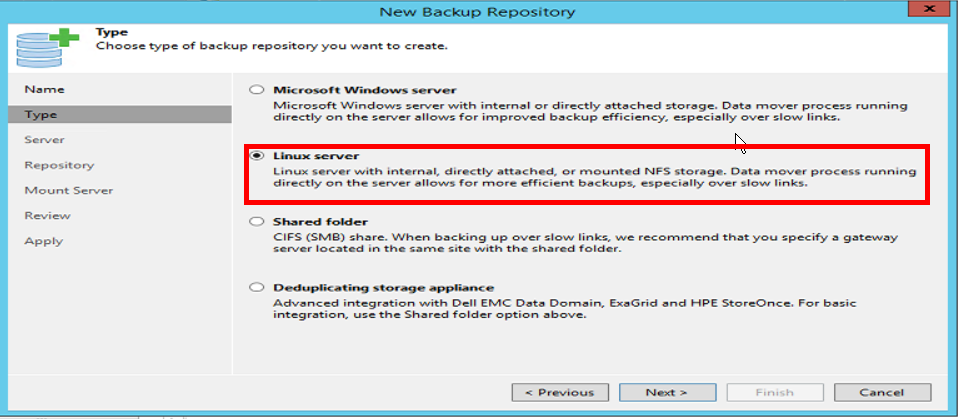 New Backup Repository
x
Type
Choose type of backup repository you want to create.
Name
Type
Server
Repository
Mount Server
Review
Apply
Microsoft Windows server
Microsoft Windows server with internal or directly attached storage. Data mover process running
directly on the server allows for improved backup efficiency, especially over slow links.
Linux server
Linux server with internal, directly attached, or mounted NFS storage. Data mover process running
directly on the server allows for more efficient backups, especially over slow links.
Shared folder
CIFS (SMB) share. When backing up over slow links, we recommend that you specify a gateway
server located in the same site with the shared folder.
Deduplicating storage appliance
Advanced integration with Dell EMC Data Domain, ExaGrid and HPE StoreOnce. For basic
integration, use the Shared folder option above.
< Previous
Next >
Finish
Cancel